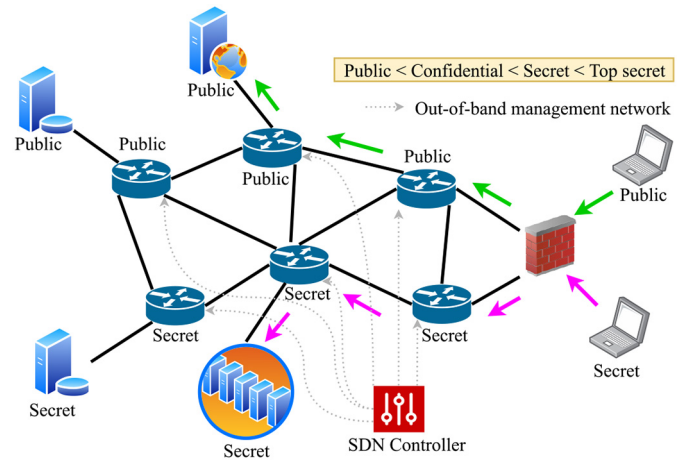 Public < Confidential < Secret < Top secret
Out-of-band management network
Public
Public
Public
Public
Public
Public
Secret
Secret
Secret
Secret
Secret
Secret
SDN Controller